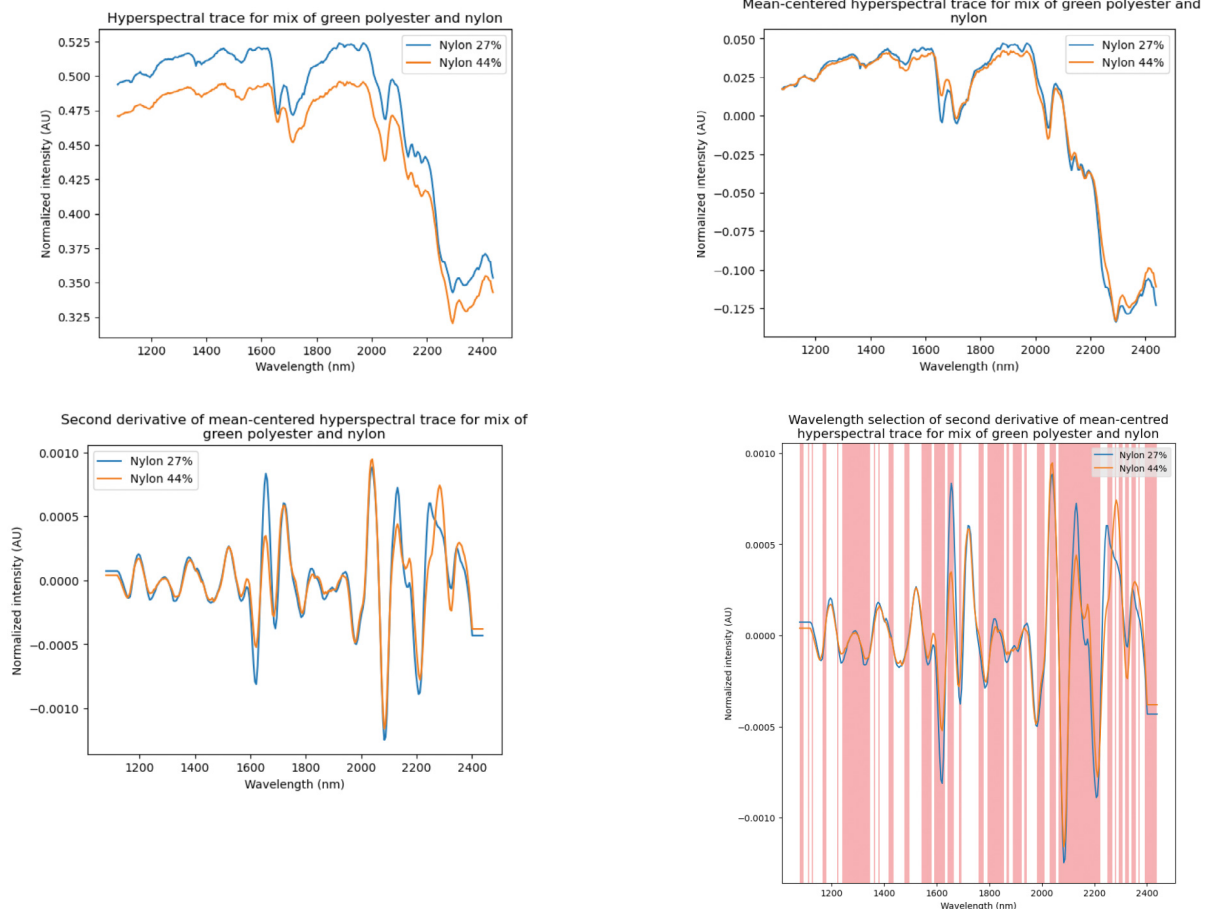 Hyperspectral trace for mix of green polyester and nylon
Normalized intensity (AU)
0.525
0.500
0.475
0.450
0.425
0.400
0.375
0.350
0.325
Nylon 27%
Nylon 44%
1200 1400 1600 1800 2000 2200 2400
Wavelength (nm)
Mean-centered hyperspectral trace for mix of green polyester and
nylon
Normalized intensity (AU)
0.050
0.025
0.000
−0.025
−0.050
−0.075
−0.100
−0.125
Nylon 27%
Nylon 44%
1200 1400 1600 1800 2000 2200 2400
Wavelength (nm)
Second derivative of mean-centered hyperspectral trace for mix of
green polyester and nylon
Normalized intensity (AU)
0.0010
0.0005
0.0000
−0.0005
−0.0010
Nylon 27%
Nylon 44%
1200 1400 1600 1800 2000 2200 2400
Wavelength (nm)
Wavelength selection of second derivative of mean-centred
hyperspectral trace for mix of green polyester and nylon
Normalized intensity (AU)
0.0010
0.0005
0.0000
−0.0005
−0.0010
Nylon 27%
Nylon 44%
1200 1400 1600 1800 2000 2200 2400
Wavelength (nm)